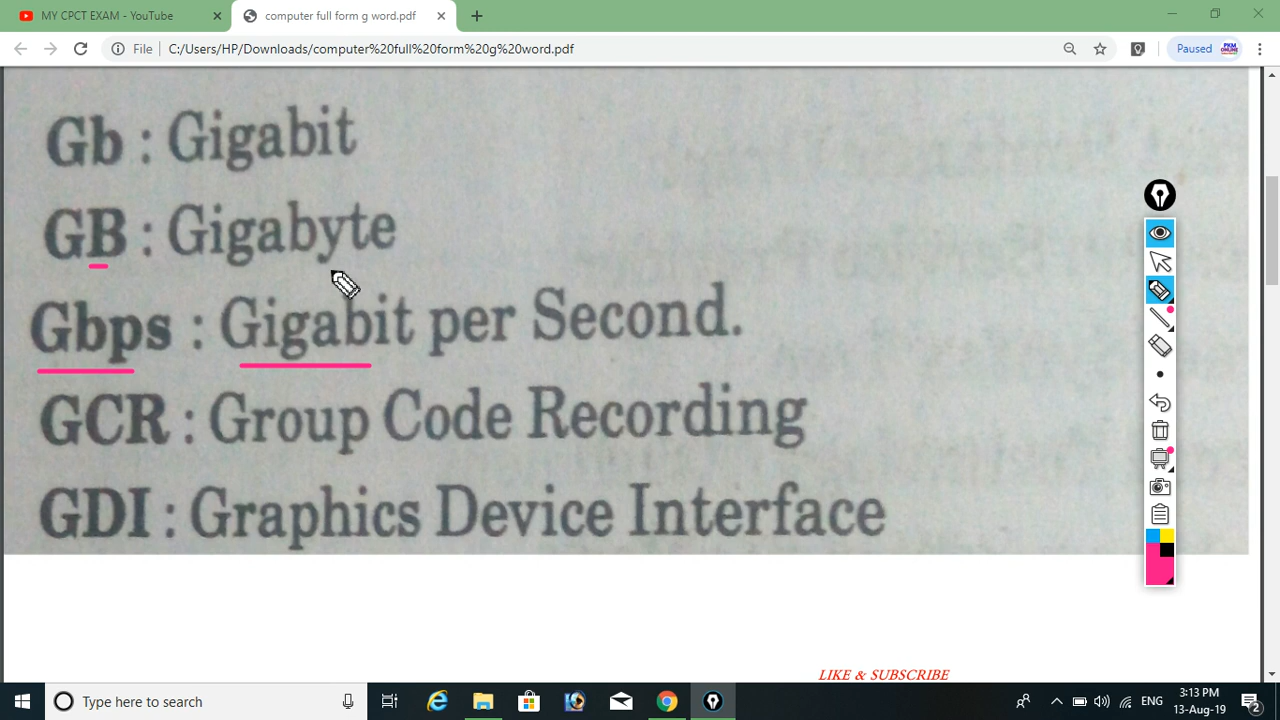 MY CPCT EXAM - YouTube
computer full form g word.pdf
File
C:/Users/HP/Downloads/computer%20full%20form%20g%20word.pdf
Paused
Gb : Gigabit
GB : Gigabyte
Gbps : Gigabit per Second.
GCR : Group Code Recording
GDI : Graphics Device Interface
LIKE & SUBSCRIBE
Type here to search
ENG
3:13 PM
13-Aug-19
2